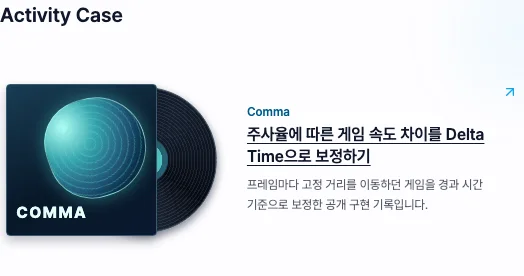 Activity Case
COMMA
Comma
주사율에 따른 게임 속도 차이를 Delta
Time으로 보정하기
프레임마다 고정 거리를 이동하던 게임을 경과 시간
기준으로 보정한 공개 구현 기록입니다.